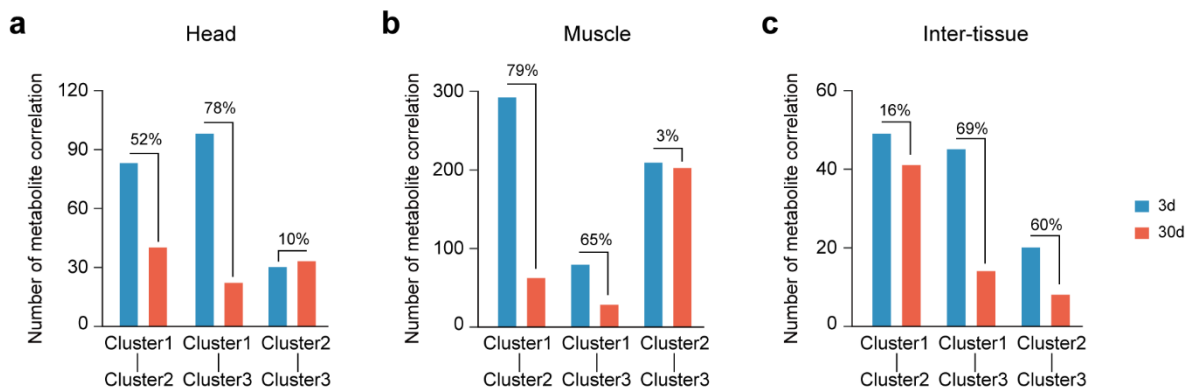 a
Head
Number of metabolite correlation
120
90
60
30
0
52%
78%
10%
Cluster1
|
Cluster2
Cluster1
|
Cluster3
Cluster2
|
Cluster3
b
Muscle
Number of metabolite correlation
300
200
100
0
79%
65%
3%
Cluster1
|
Cluster2
Cluster1
|
Cluster3
Cluster2
|
Cluster3
c
Inter-tissue
Number of metabolite correlation
60
40
20
0
16%
69%
60%
Cluster1
|
Cluster2
Cluster1
|
Cluster3
Cluster2
|
Cluster3
3d
30d